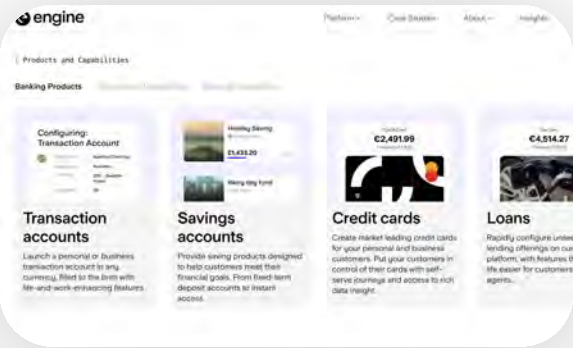 engine
Platform
Case Studies
About
Insights
Products and Capabilities
Banking Products
Configuring:
Transaction Account
Transaction
accounts
Launch a personal or business
transaction account in any
currency, filled to the brim with
life-and-work-enhancing features.
Holiday Saving
£1,433.20
Rainy day fund
Savings
accounts
Provide saving products designed
to help customers meet their
financial goals. From fixed-term
deposit accounts to instant
access.
€2,491.99
Credit cards
Create market leading credit cards
for your personal and business
customers. Put your customers in
control of their cards with self-
serve journeys and access to rich
data insight.
€4,514.27
Loans
Rapidly configure
lending offerings on
platform, with features
life easier for customers
agents.